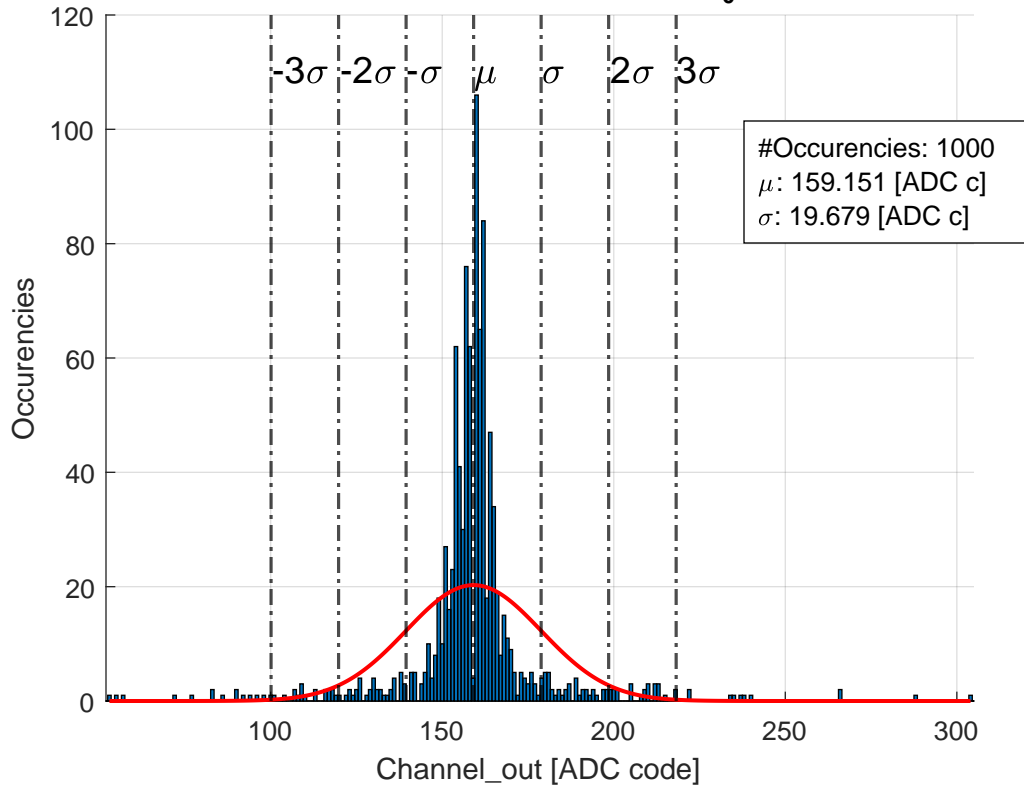 120
-3σ -2σ -σ μ σ 2σ 3σ
100
#Occurencies: 1000
μ: 159.151 [ADC c]
σ: 19.679 [ADC c]
80
60
40
20
0
Occurencies
100 150 200 250 300
Channel_out [ADC code]